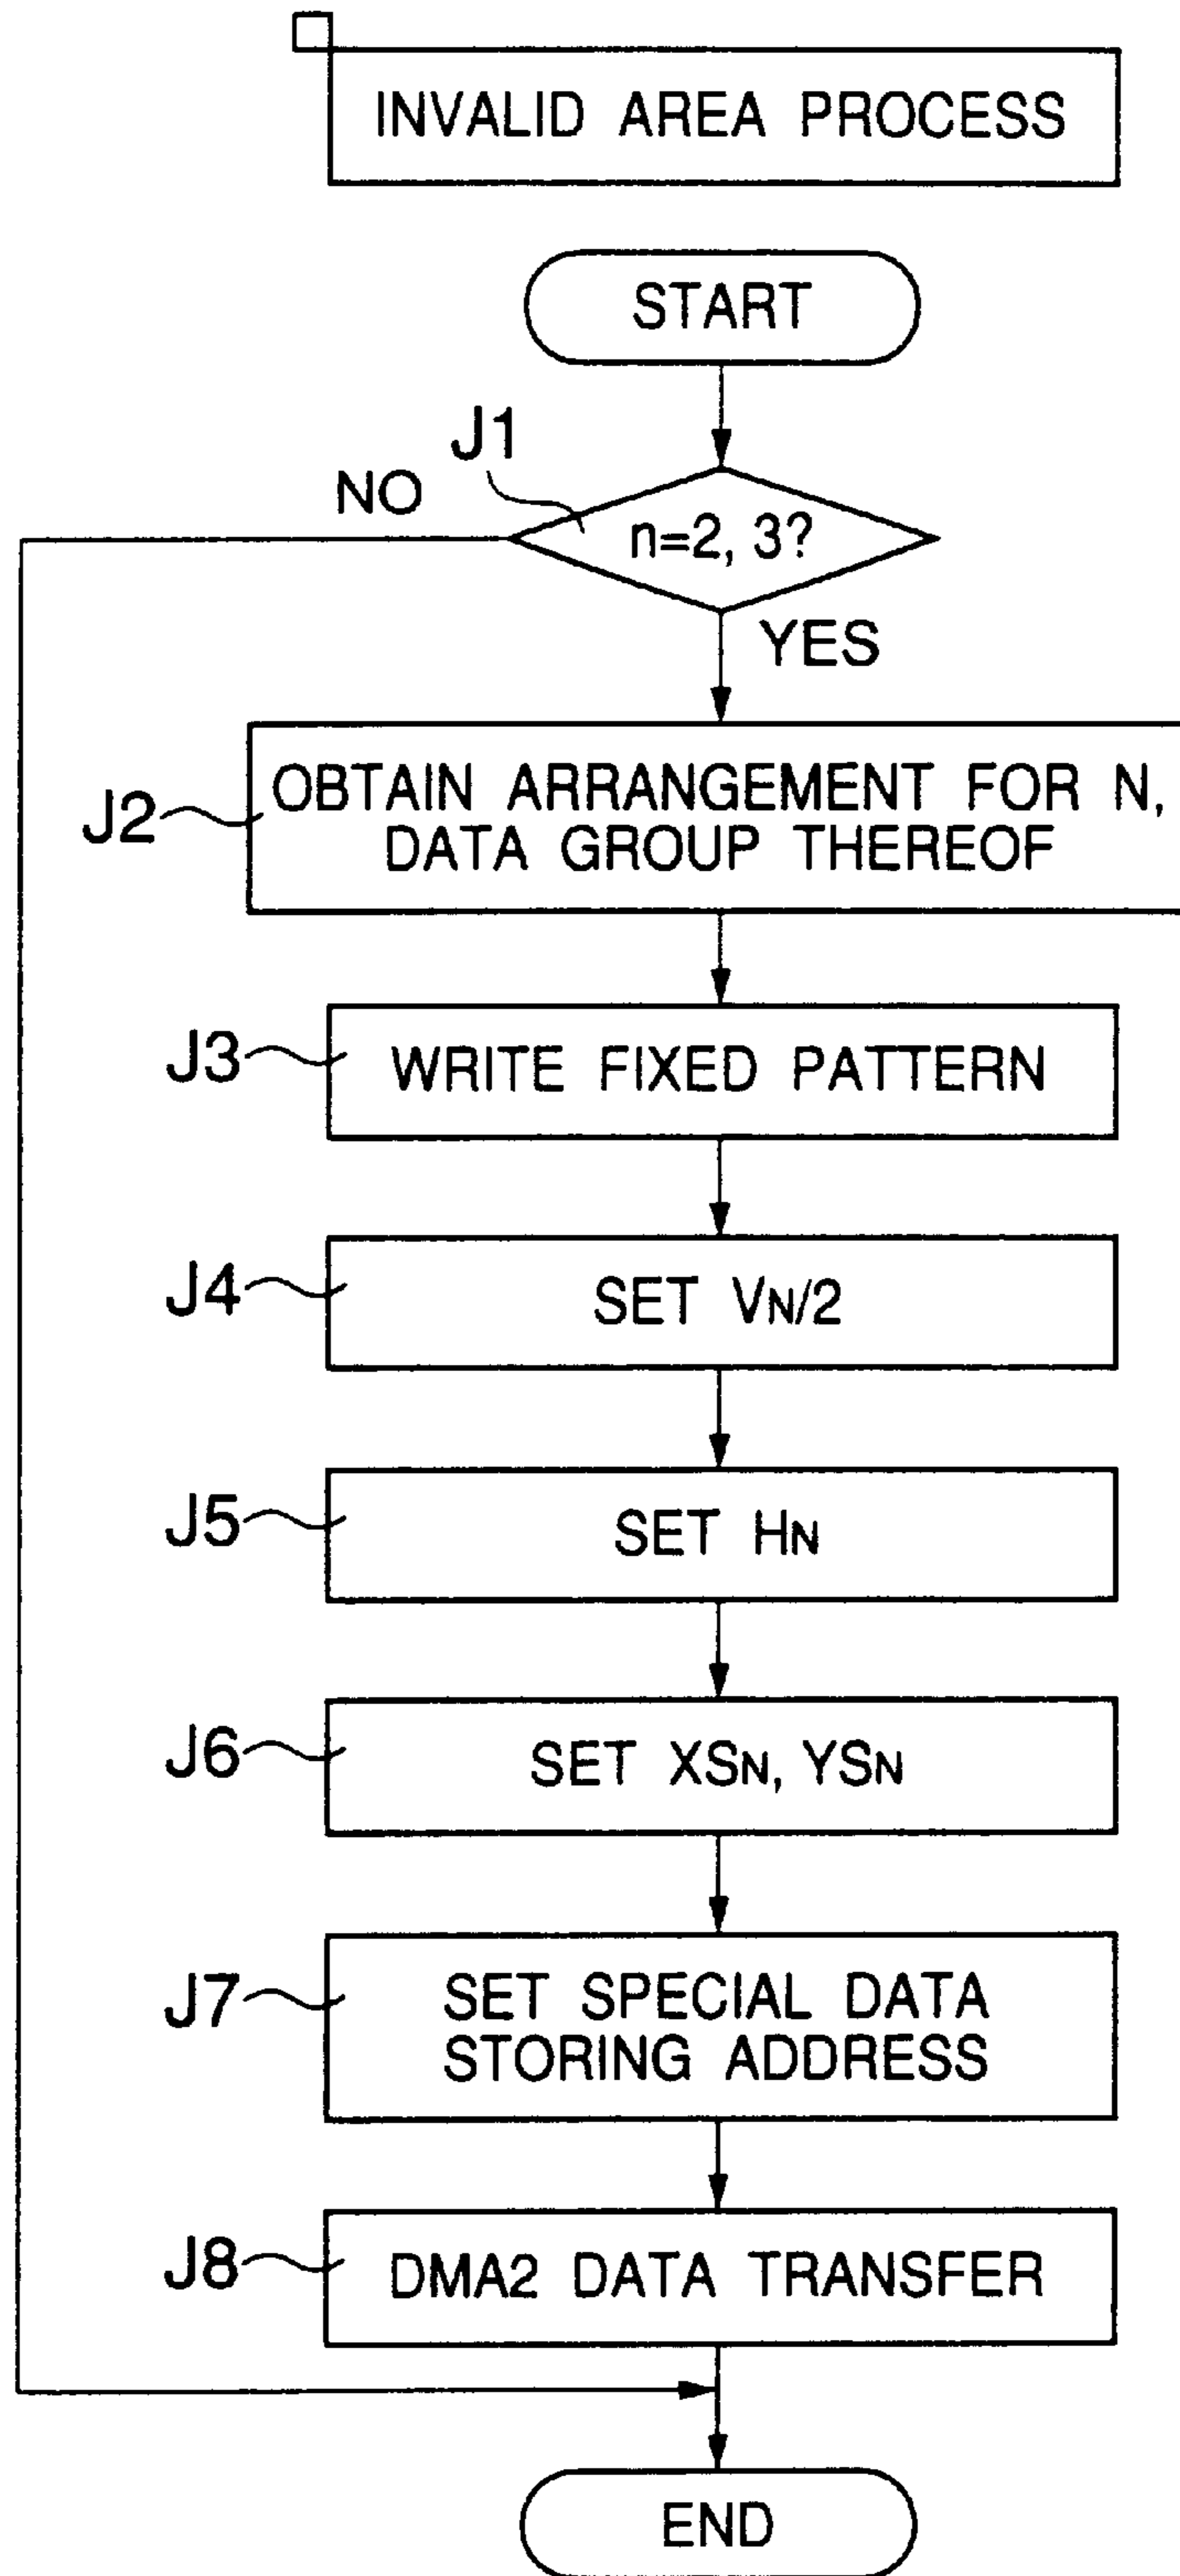 INVALID AREA PROCESS
START
J1
NO
n=2, 3?
YES
J2
OBTAIN ARRANGEMENT FOR N,
DATA GROUP THEREOF
J3
WRITE FIXED PATTERN
J4
SET VN/2
J5
SET HN
J6
SET XSN, YSN
J7
SET SPECIAL DATA
STORING ADDRESS
J8
DMA2 DATA TRANSFER
END